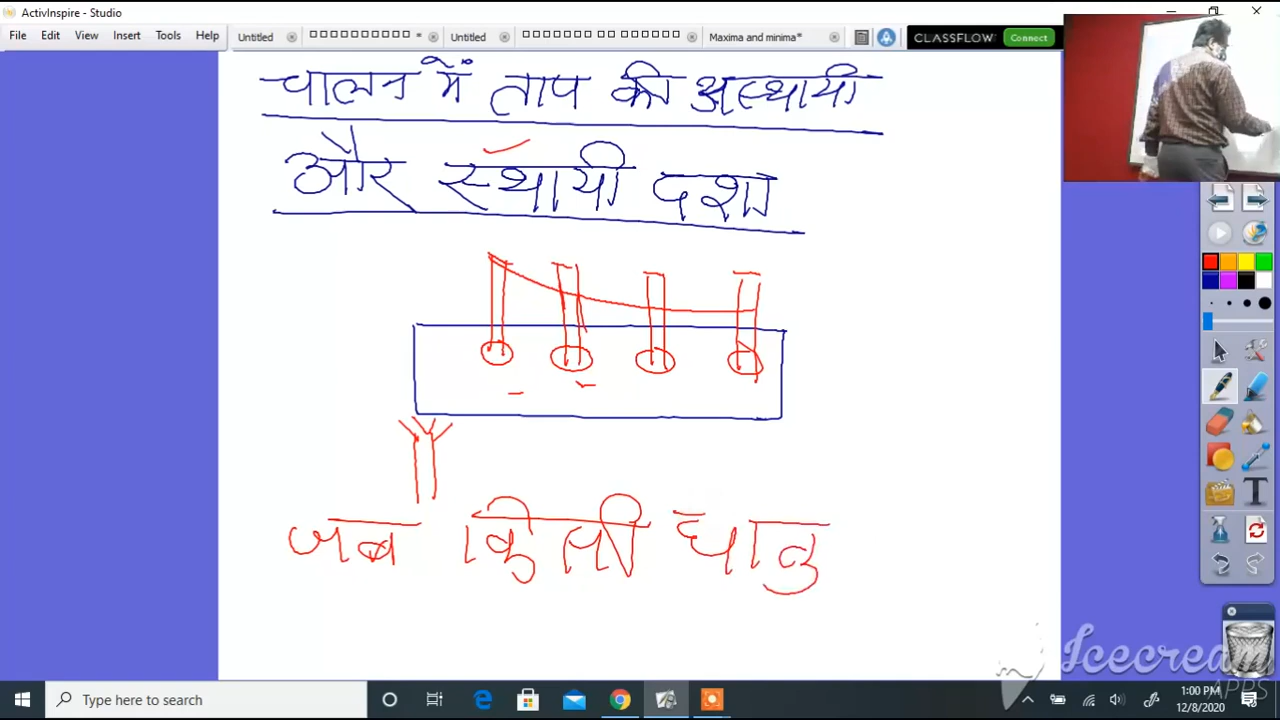 ActivInspire - Studio
File Edit View Insert Tools Help Untitled Untitled Maxima and minima* CLASSFLOW Connect
चालन में ताप की अस्थायी
और स्थायी दशा
जब किसी धातु
Icecream
APPS
Type here to search
1:00 PM
12/8/2020